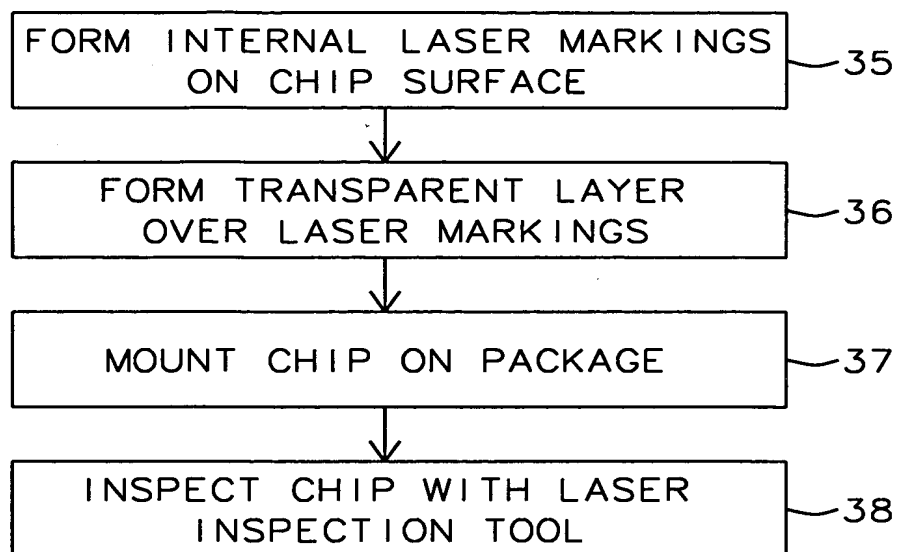 FORM INTERNAL LASER MARKINGS
ON CHIP SURFACE
35
FORM TRANSPARENT LAYER
OVER LASER MARKINGS
36
MOUNT CHIP ON PACKAGE
37
INSPECT CHIP WITH LASER
INSPECTION TOOL
38